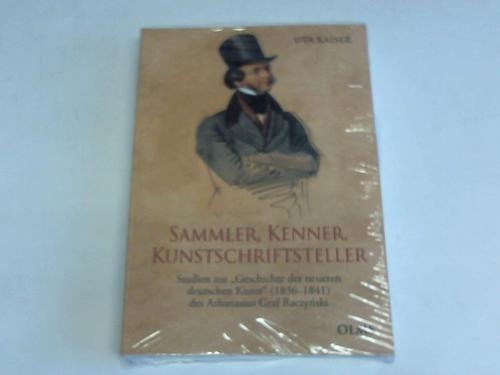 UTA KAISER
SAMMLER, KENNER,
KUNSTSCHRIFTSTELLER
Studien zur „Geschichte der neueren
deutschen Kunst“ (1836–1841)
des Athanasius Graf Raczyński
OLMS